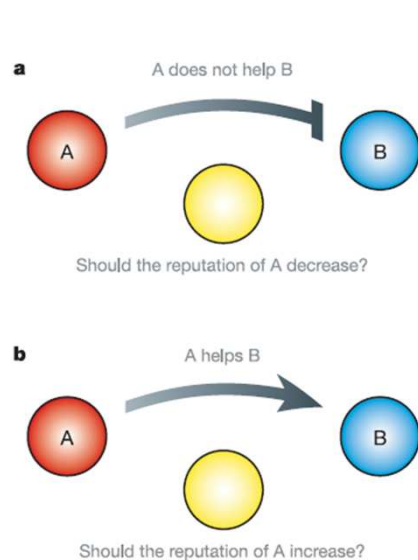 a
A does not help B
A
B
Should the reputation of A decrease?
b
A helps B
A
B
Should the reputation of A increase?